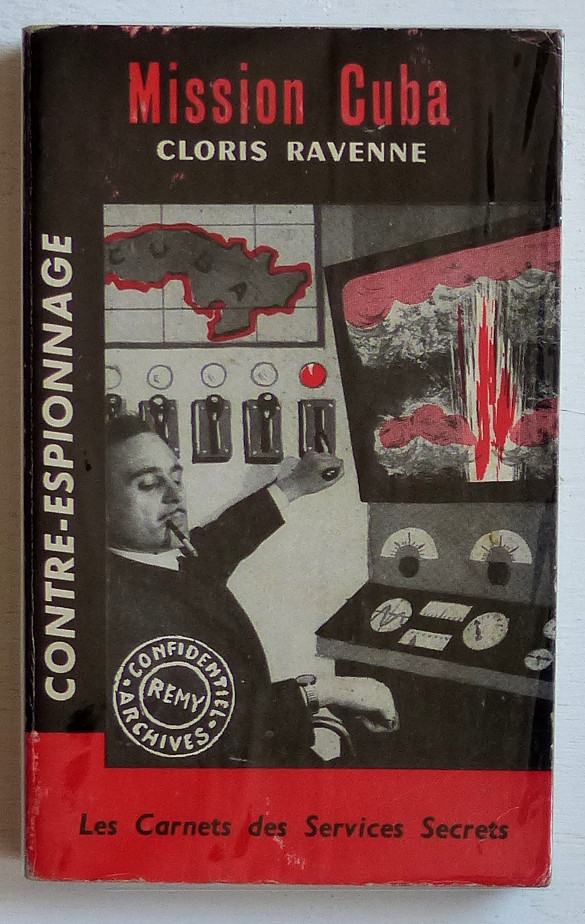 Mission Cuba
CLORIS RAVENNE
CONTRE-ESPIONNAGE
CUBA
CONFIDENTIEL
REMY
ARCHIVES
Les Carnets des Services Secrets